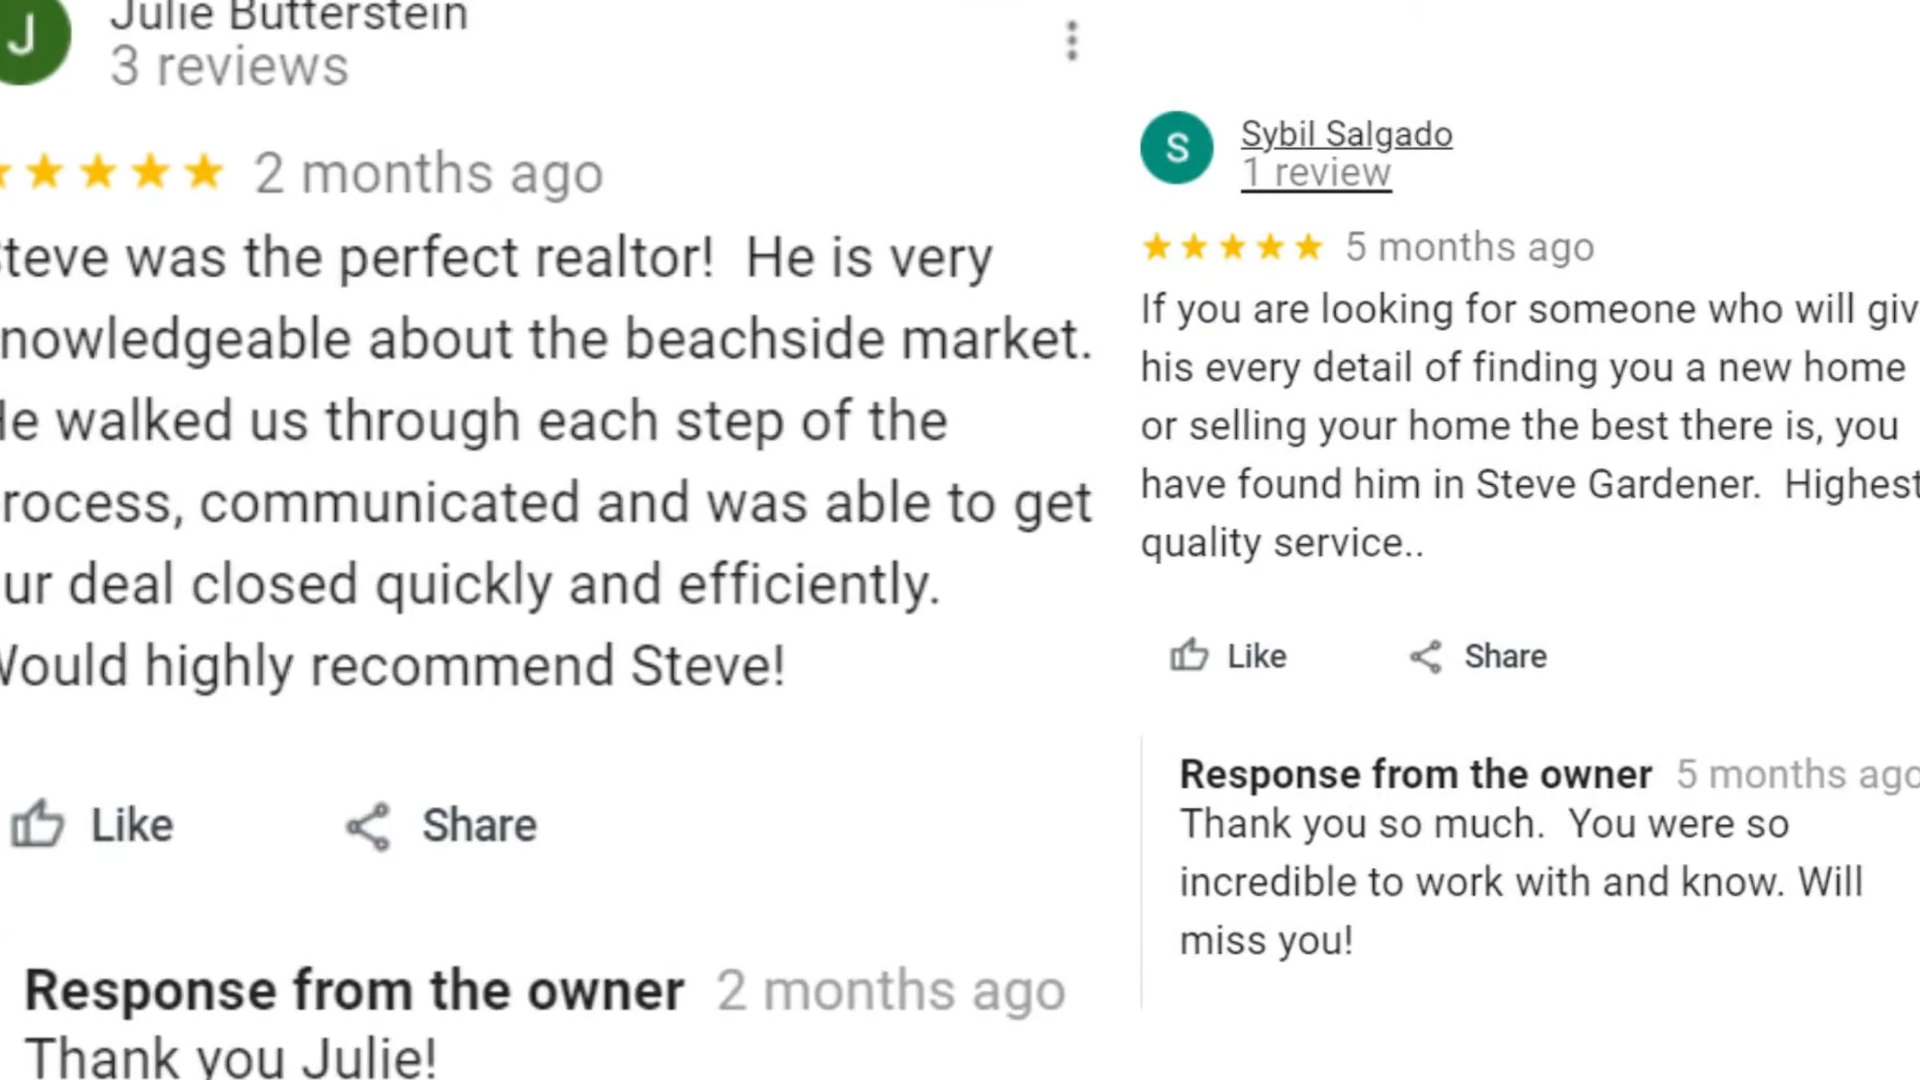 J
Julie Butterstein
3 reviews
2 months ago
teve was the perfect realtor! He is very
nowledgeable about the beachside market.
He walked us through each step of the
rocess, communicated and was able to get
ur deal closed quickly and efficiently.
Would highly recommend Steve!
Like
Share
Response from the owner 2 months ago
Thank you Julie!
S
Sybil Salgado
1 review
5 months ago
If you are looking for someone who will giv
his every detail of finding you a new home
or selling your home the best there is, you
have found him in Steve Gardener. Highest
quality service..
Like
Share
Response from the owner 5 months ago
Thank you so much. You were so
incredible to work with and know. Will
miss you!